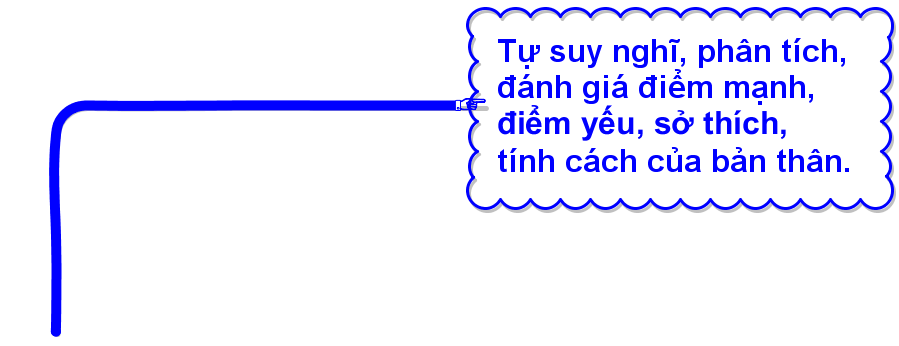 Tự suy nghĩ, phân tích,
đánh giá điểm mạnh,
điểm yếu, sở thích,
tính cách của bản thân.